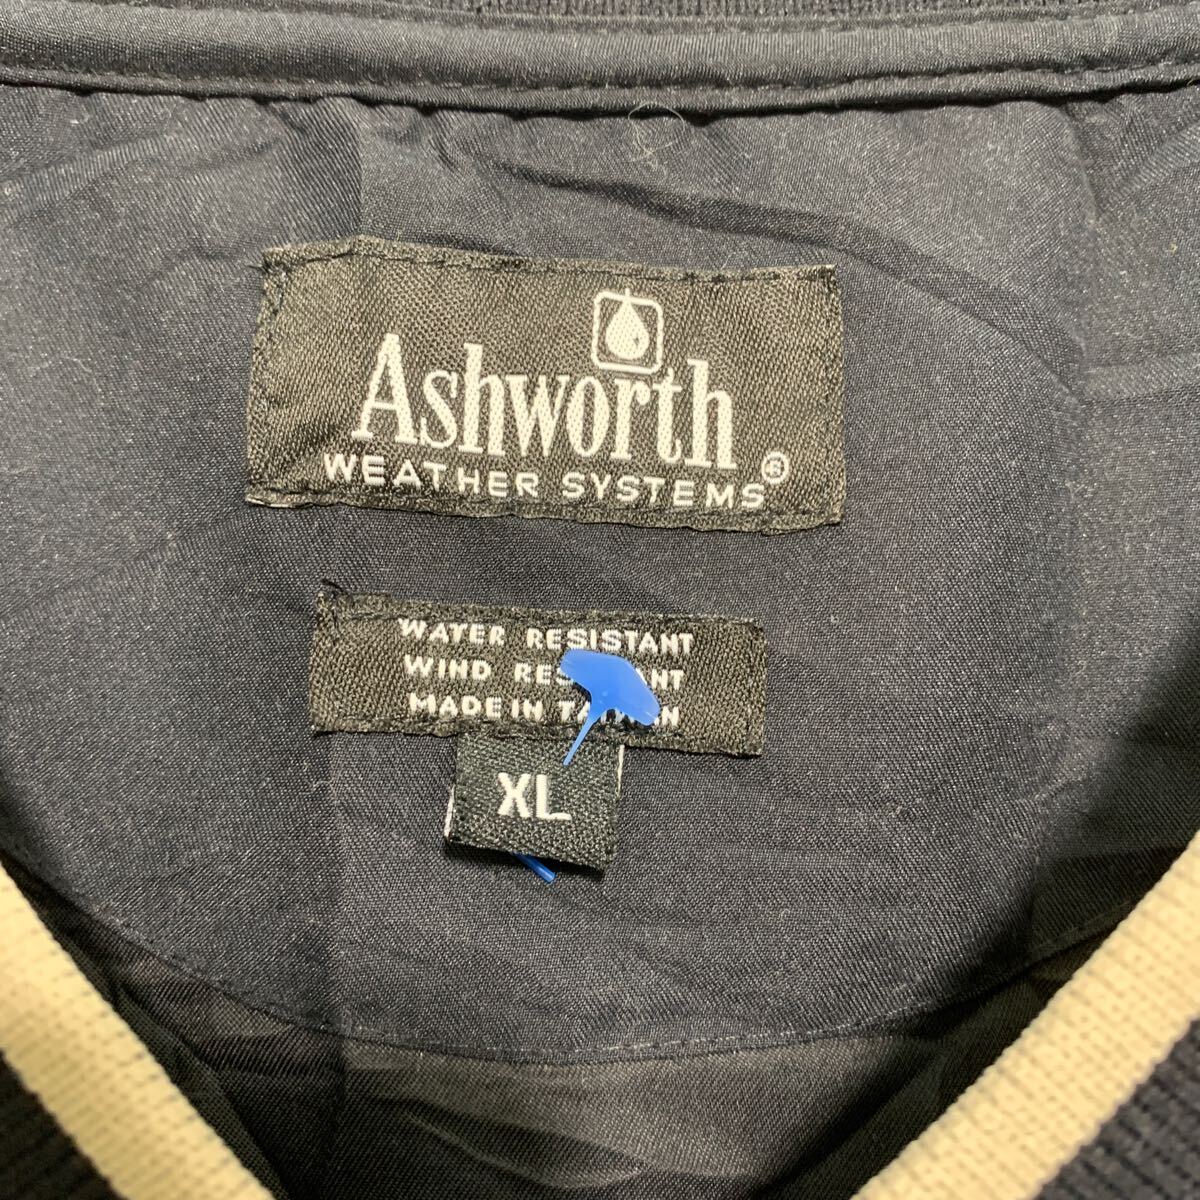 Ashworth
WEATHER SYSTEMS®
WATER RESISTANT
WIND
MADE IN
XL